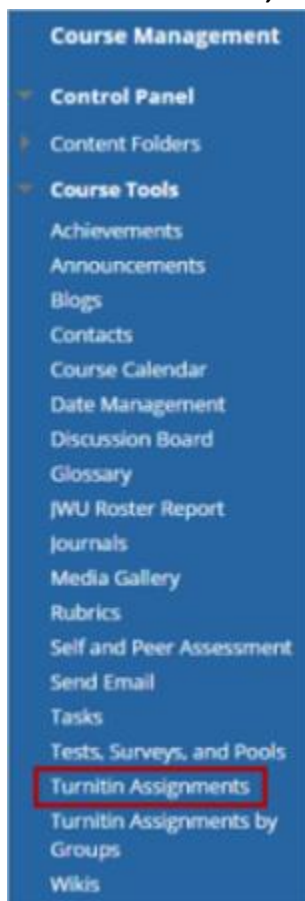 Course Management
Control Panel
Content Folders
Course Tools
Achievements
Announcements
Blogs
Contacts
Course Calendar
Date Management
Discussion Board
Glossary
JWU Roster Report
Journals
Media Gallery
Rubrics
Self and Peer Assessment
Send Email
Tasks
Tests, Surveys, and Pools
Turnitin Assignments
Turnitin Assignments by
Groups
Wikis